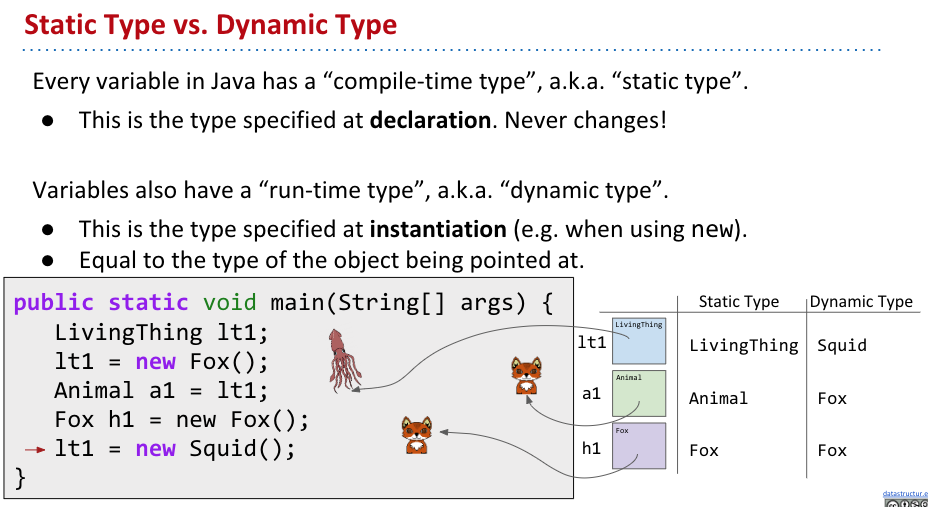 Static Type vs. Dynamic Type
Every variable in Java has a “compile-time type”, a.k.a. “static type”.
● This is the type specified at declaration. Never changes!
Variables also have a “run-time type”, a.k.a. “dynamic type”.
● This is the type specified at instantiation (e.g. when using new).
● Equal to the type of the object being pointed at.
public static void main(String[] args) {
LivingThing lt1;
lt1 = new Fox();
Animal a1 = lt1;
Fox h1 = new Fox();
lt1 = new Squid();
}
Static Type Dynamic Type
lt1 LivingThing LivingThing Squid
a1 Animal Animal Fox
h1 Fox Fox Fox
datastructur.e